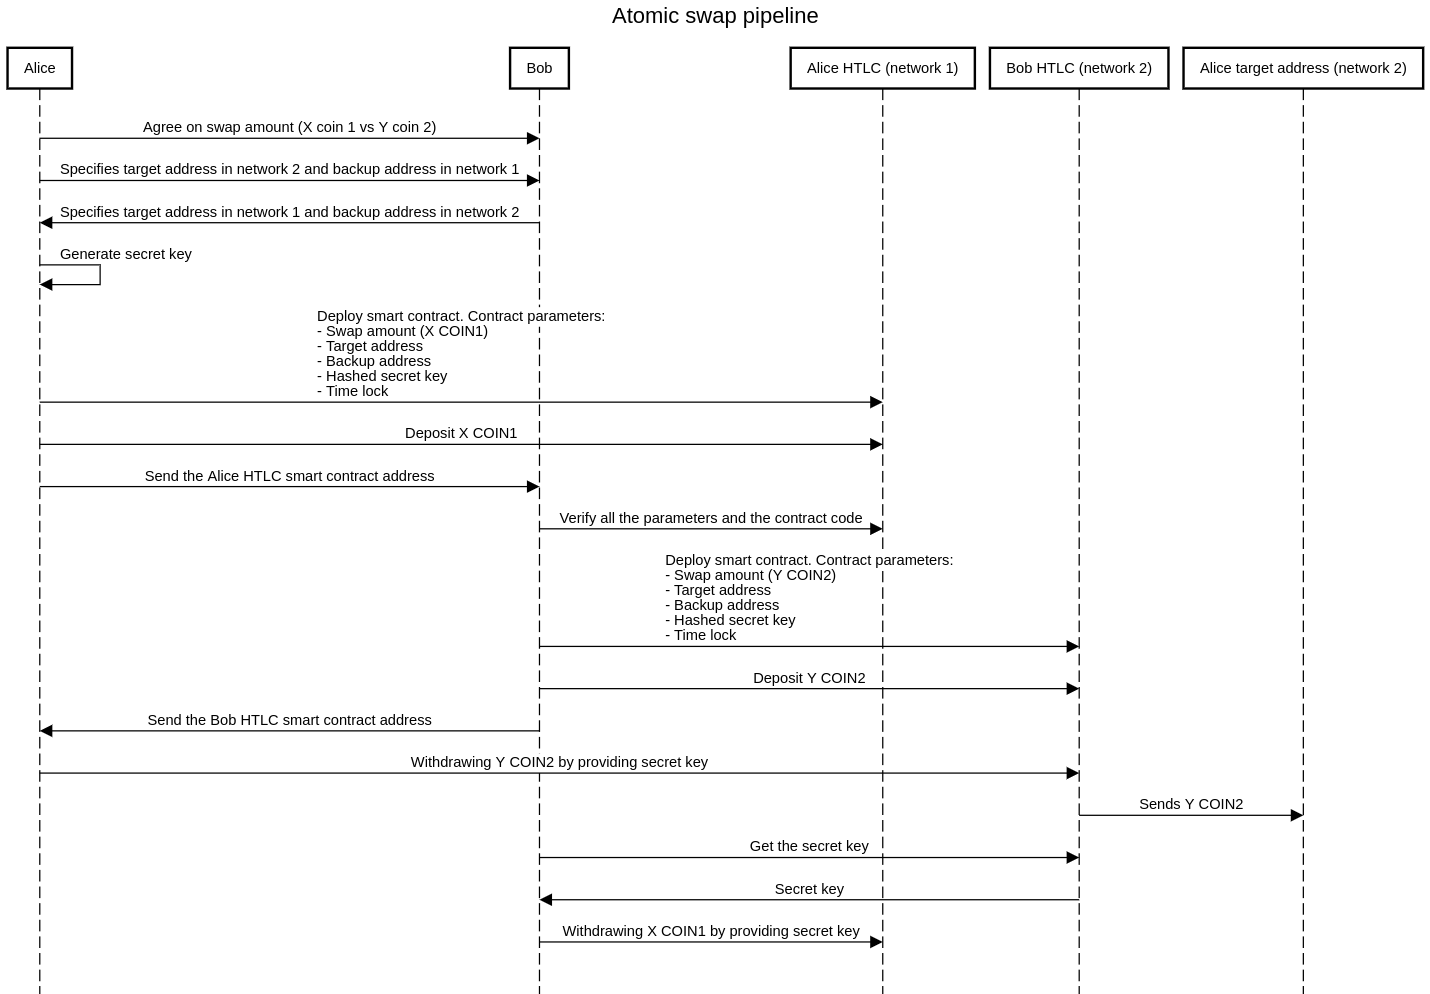 Atomic swap pipeline
Alice
Bob
Alice HTLC (network 1)
Bob HTLC (network 2)
Alice target address (network 2)
Agree on swap amount (X coin 1 vs Y coin 2)
Specifies target address in network 2 and backup address in network 1
Specifies target address in network 1 and backup address in network 2
Generate secret key
Deploy smart contract. Contract parameters:
- Swap amount (X COIN1)
- Target address
- Backup address
- Hashed secret key
- Time lock
Deposit X COIN1
Send the Alice HTLC smart contract address
Verify all the parameters and the contract code
Deploy smart contract. Contract parameters:
- Swap amount (Y COIN2)
- Target address
- Backup address
- Hashed secret key
- Time lock
Deposit Y COIN2
Send the Bob HTLC smart contract address
Withdrawing Y COIN2 by providing secret key
Sends Y COIN2
Get the secret key
Secret key
Withdrawing X COIN1 by providing secret key